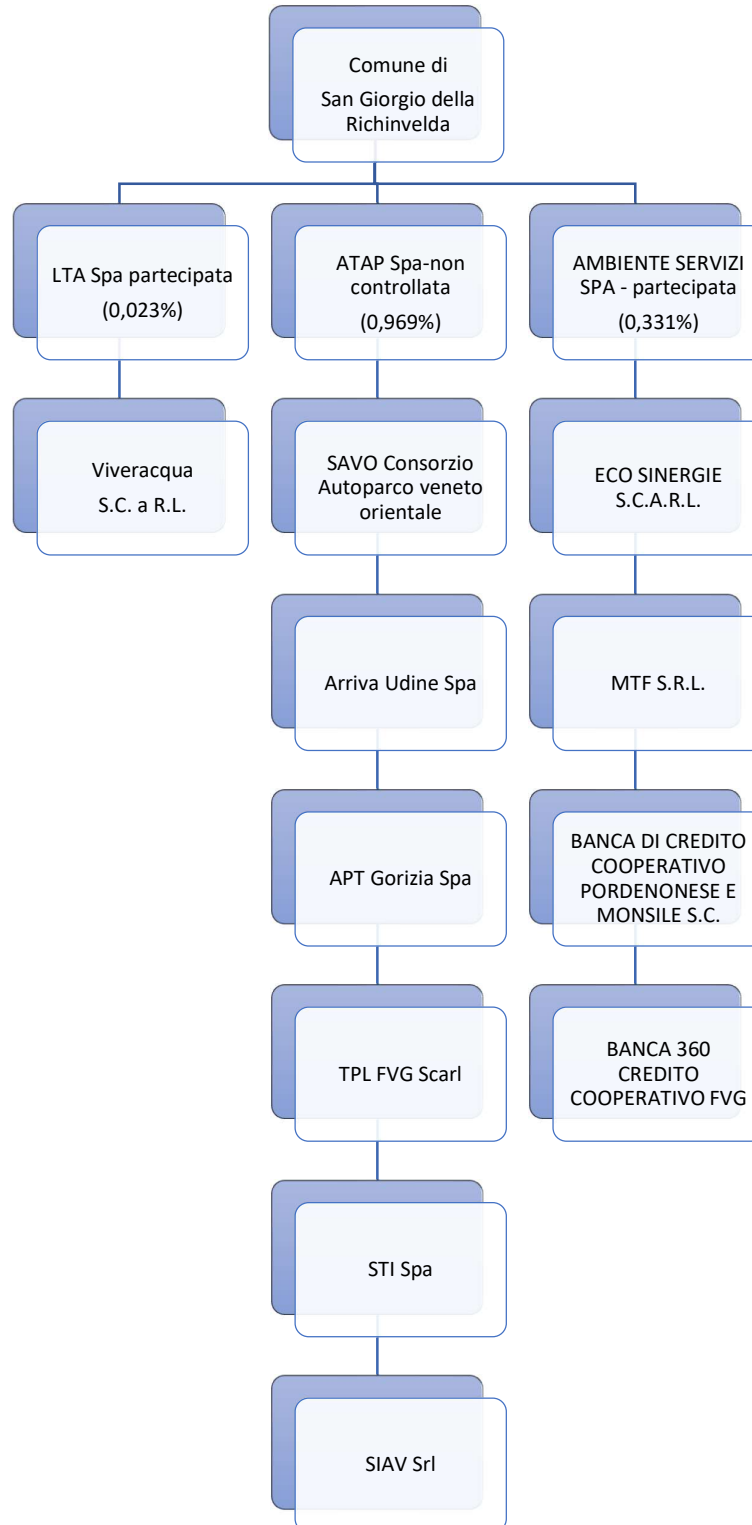 Comune di
San Giorgio della
Richinvelda
LTA Spa partecipata
(0,023%)
ATAP Spa-non
controllata
(0,969%)
AMBIENTE SERVIZI
SPA - partecipata
(0,331%)
Viveracqua
S.C. a R.L.
SAVO Consorzio
Autoparco veneto
orientale
ECO SINERGIE
S.C.A.R.L.
Arriva Udine Spa
MTF S.R.L.
APT Gorizia Spa
BANCA DI CREDITO
COOPERATIVO
PORDENONESE E
MONSILE S.C.
TPL FVG Scarl
BANCA 360
CREDITO
COOPERATIVO FVG
STI Spa
SIAV Srl